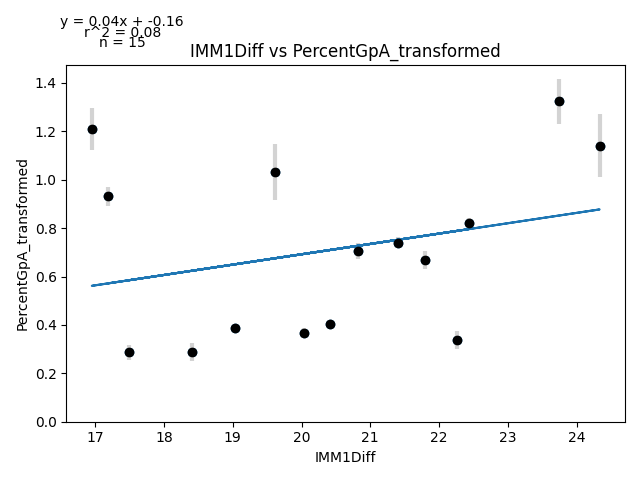 y = 0.04x + -0.16
r^2 = 0.08
n = 15
IMM1Diff vs PercentGpA_transformed
PercentGpA_transformed
1.4
1.2
1.0
0.8
0.6
0.4
0.2
0.0
17 18 19 20 21 22 23 24
IMM1Diff